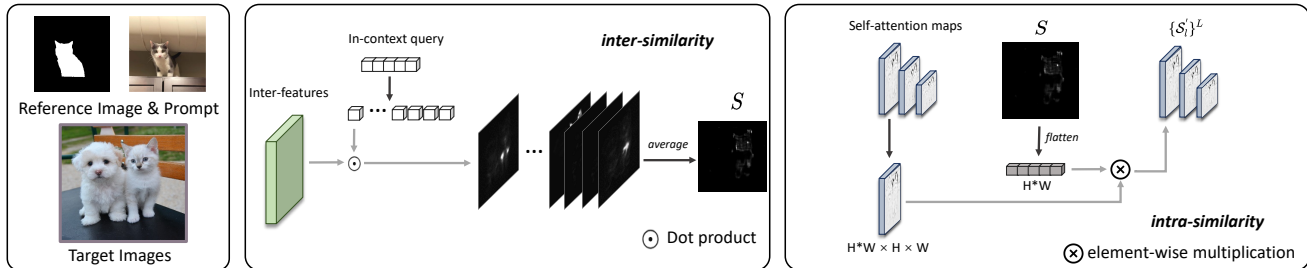 Reference Image & Prompt
Target Images
In-context query
inter-similarity
Inter-features
...
S
average
...
⊙ Dot product
Self-attention maps
S
{S'_l}^L
flatten
H*W
H*W × H × W
intra-similarity
⊗ element-wise multiplication